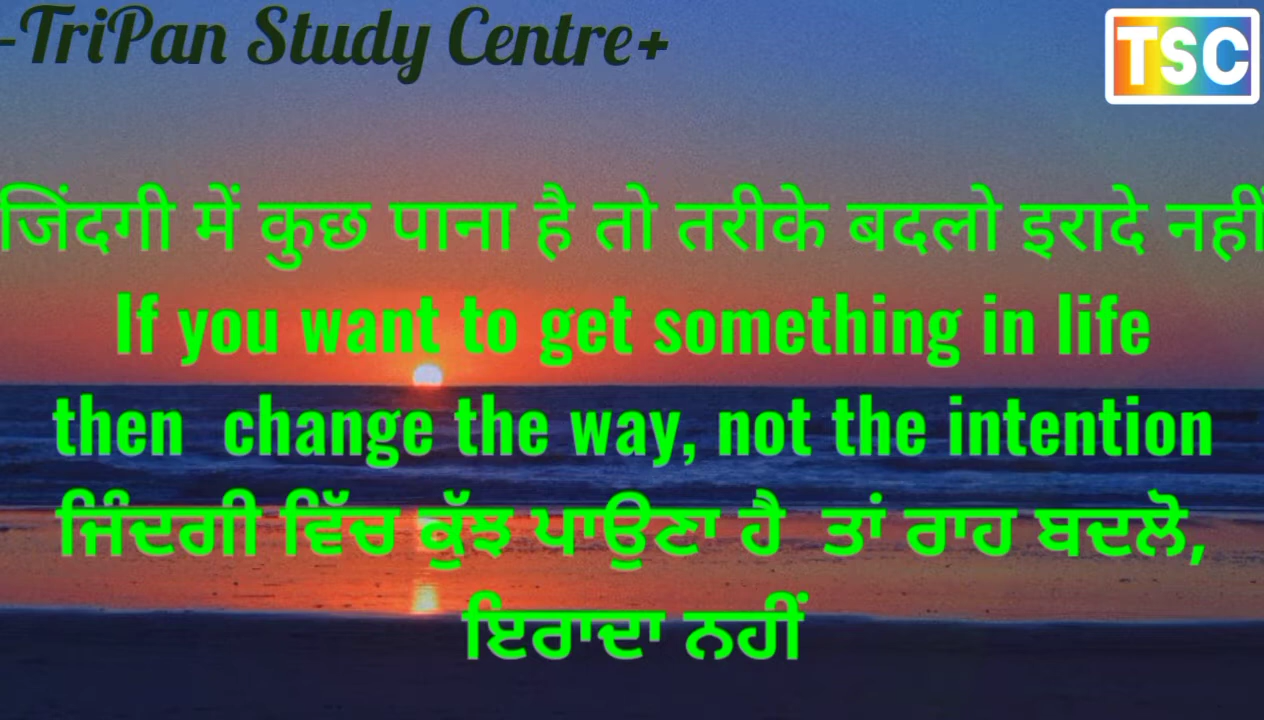 -TriPan Study Centre+
TSC
जिंदगी में कुछ पाना है तो तरीके बदलो इरादे नहीं
If you want to get something in life
then change the way, not the intention
ਜਿੰਦਗੀ ਵਿੱਚ ਕੁੱਝ ਪਾਉਣਾ ਹੈ ਤਾਂ ਰਾਹ ਬਦਲੋ,
ਇਰਾਦਾ ਨਹੀਂ